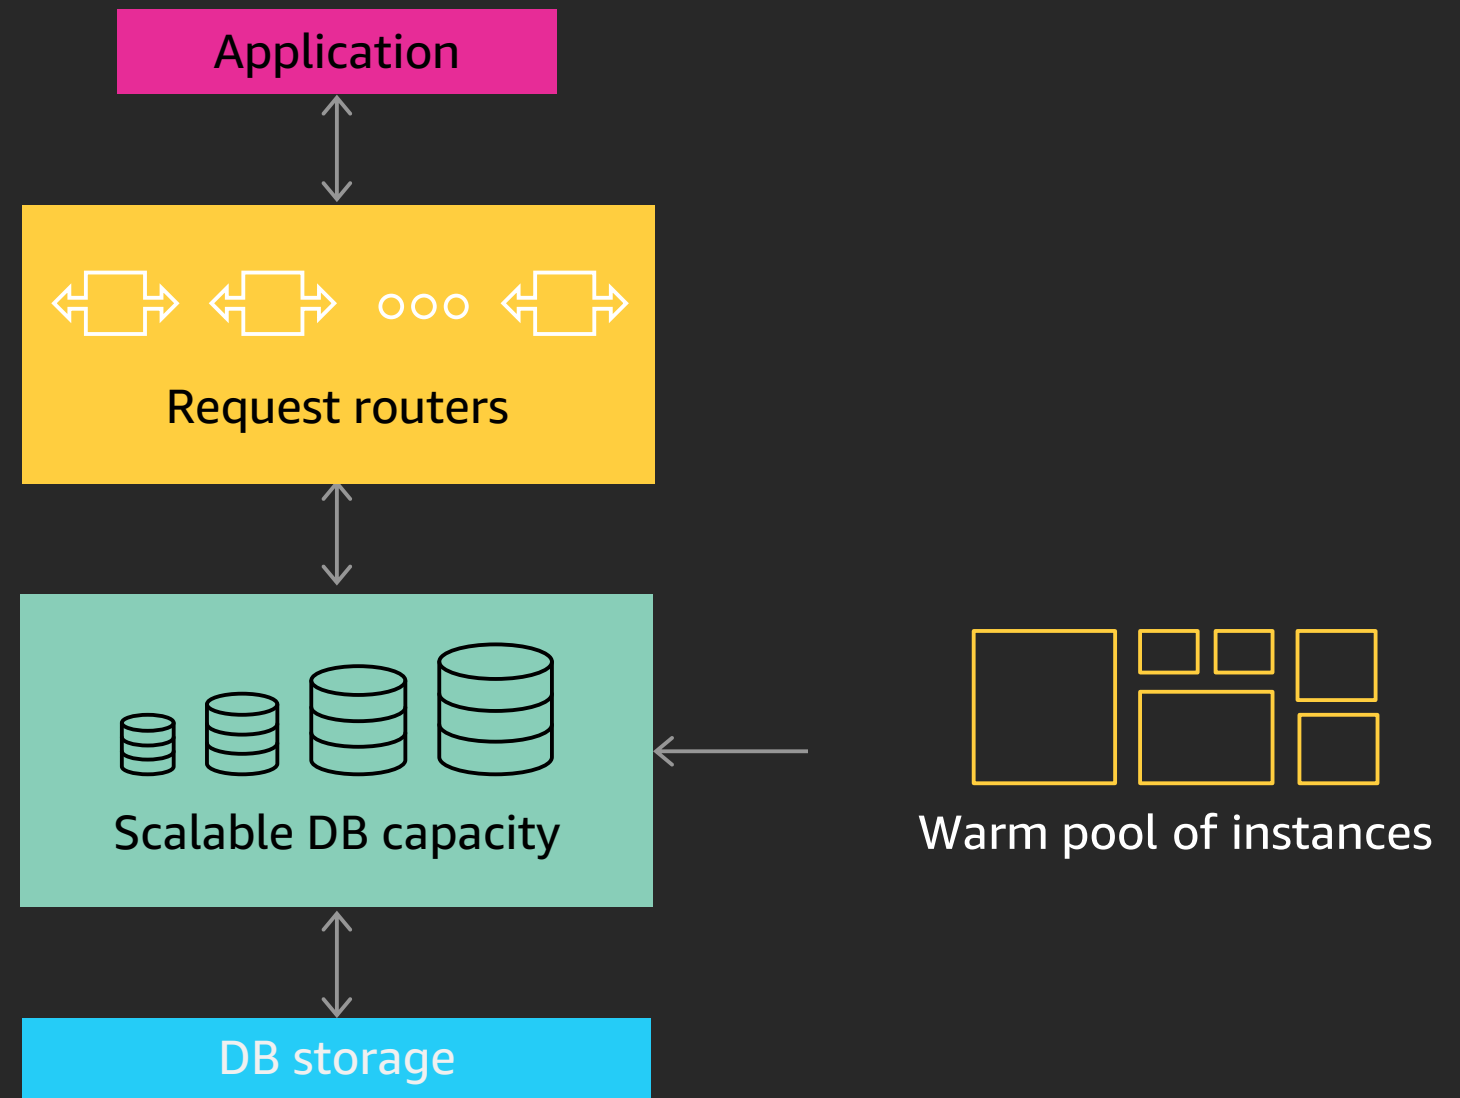 Application
Request routers
Scalable DB capacity
Warm pool of instances
DB storage